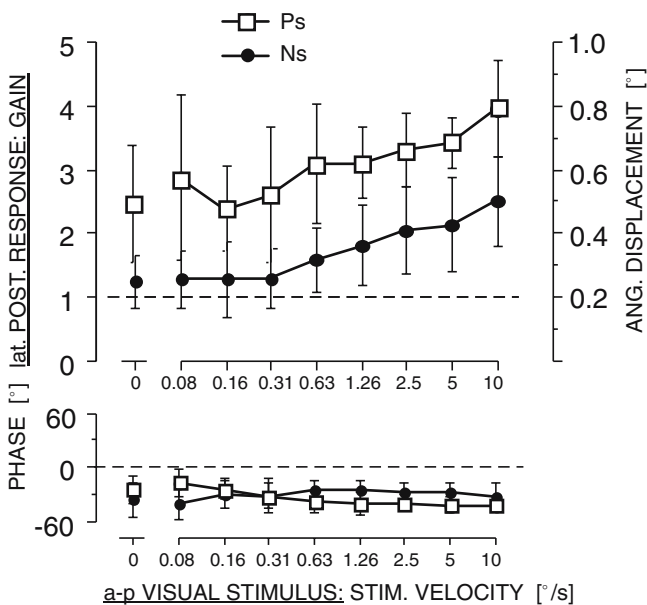 Ps
Ns
lat. POST. RESPONSE: GAIN
5
4
3
2
1
0
1.0
0.8
0.6
0.4
0.2
ANG. DISPLACEMENT [°]
0 0.08 0.16 0.31 0.63 1.26 2.5 5 10
PHASE [°]
60
0
-60
0 0.08 0.16 0.31 0.63 1.26 2.5 5 10
a-p VISUAL STIMULUS: STIM. VELOCITY [°/s]